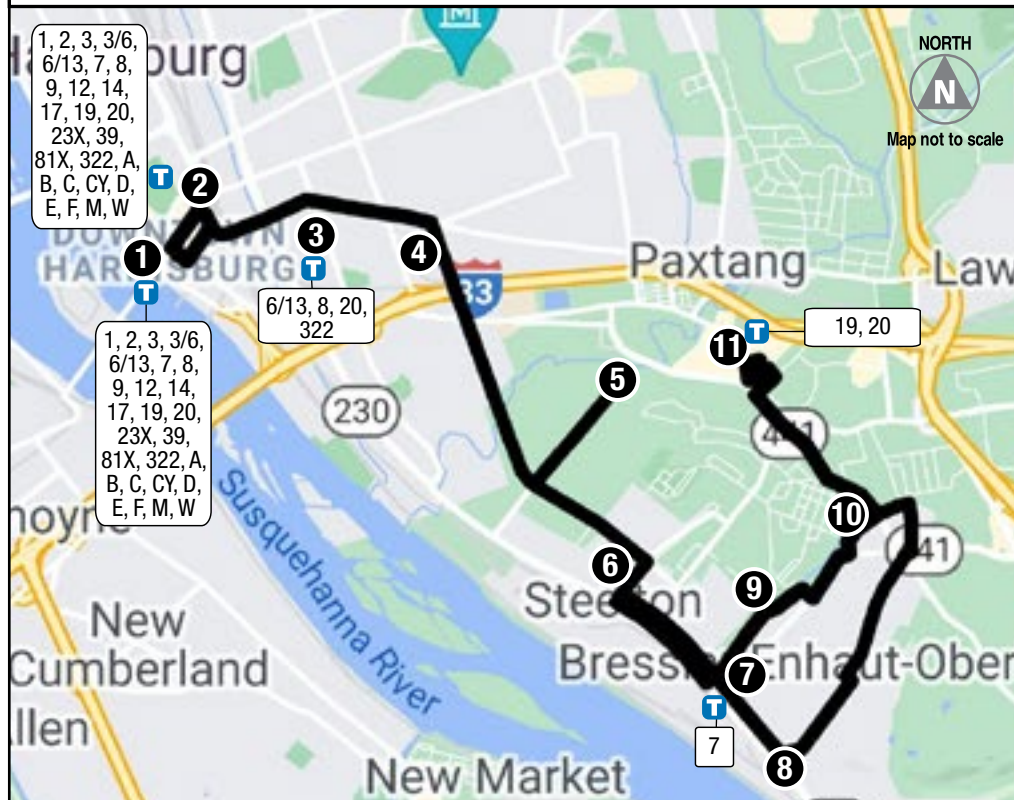 1, 2, 3, 3/6,
6/13, 7, 8,
9, 12, 14,
17, 19, 20,
23X, 39,
81X, 322, A,
B, C, CY, D,
E, F, M, W
NORTH
N
Map not to scale
T
2
1
DOWNTOWN
HARRISBURG
3
T
4
T
6/13, 8, 20,
322
33
Paxtang
Law
11
T
19, 20
1, 2, 3, 3/6,
6/13, 7, 8,
9, 12, 14,
17, 19, 20,
23X, 39,
81X, 322, A,
B, C, CY, D,
E, F, M, W
230
5
441
10
441
moyne
Susquehanna River
6
9
Steelton
New
Cumberland
Bressler-Enhaut-Ober
7
T
7
8
Allen
New Market